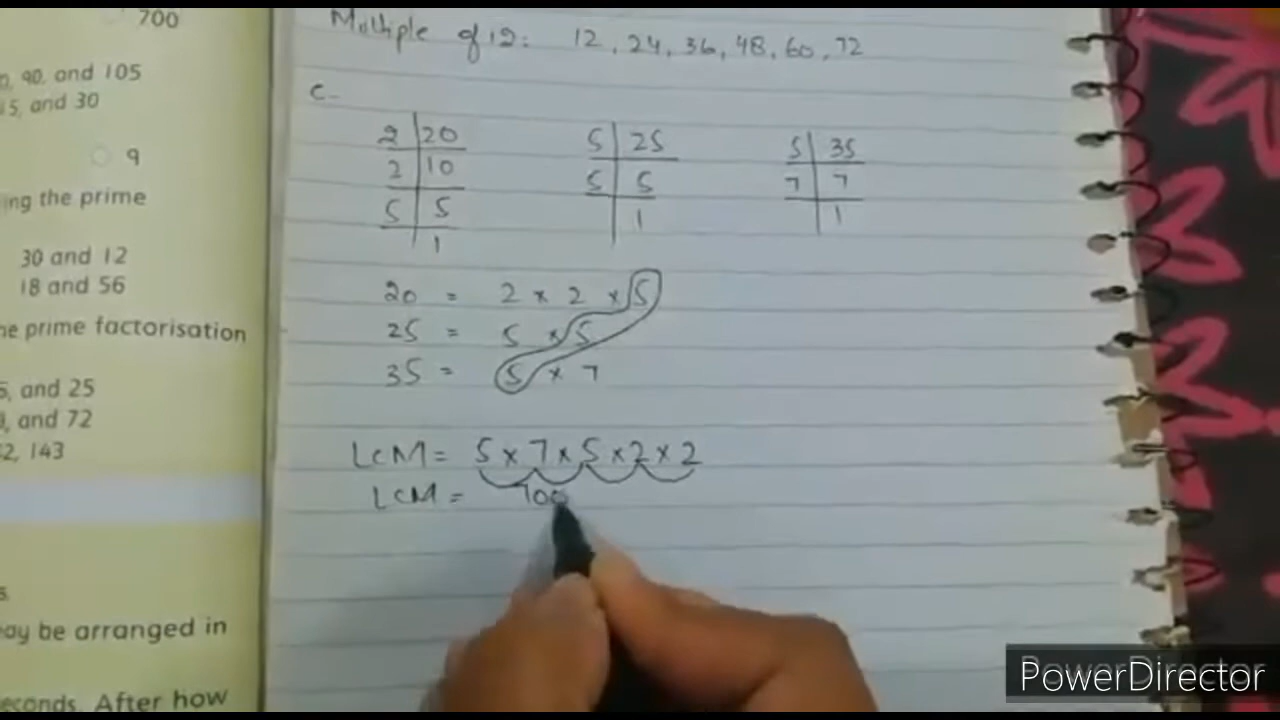 700
90, and 105
5, and 30
9
ing the prime
30 and 12
18 and 56
he prime factorisation
5, and 25
, and 72
2, 143
s
ay be arranged in
econds. After how
Multiple of 12: 12, 24, 36, 48, 60, 72
c-
2 | 20
2 | 10
5 | 5
1
5 | 25
5 | 5
1
5 | 35
7 | 7
1
20 = 2 × 2 × 5
25 = 5 × 5
35 = 5 × 7
LCM = 5 × 7 × 5 × 2 × 2
LCM = 700
PowerDirector